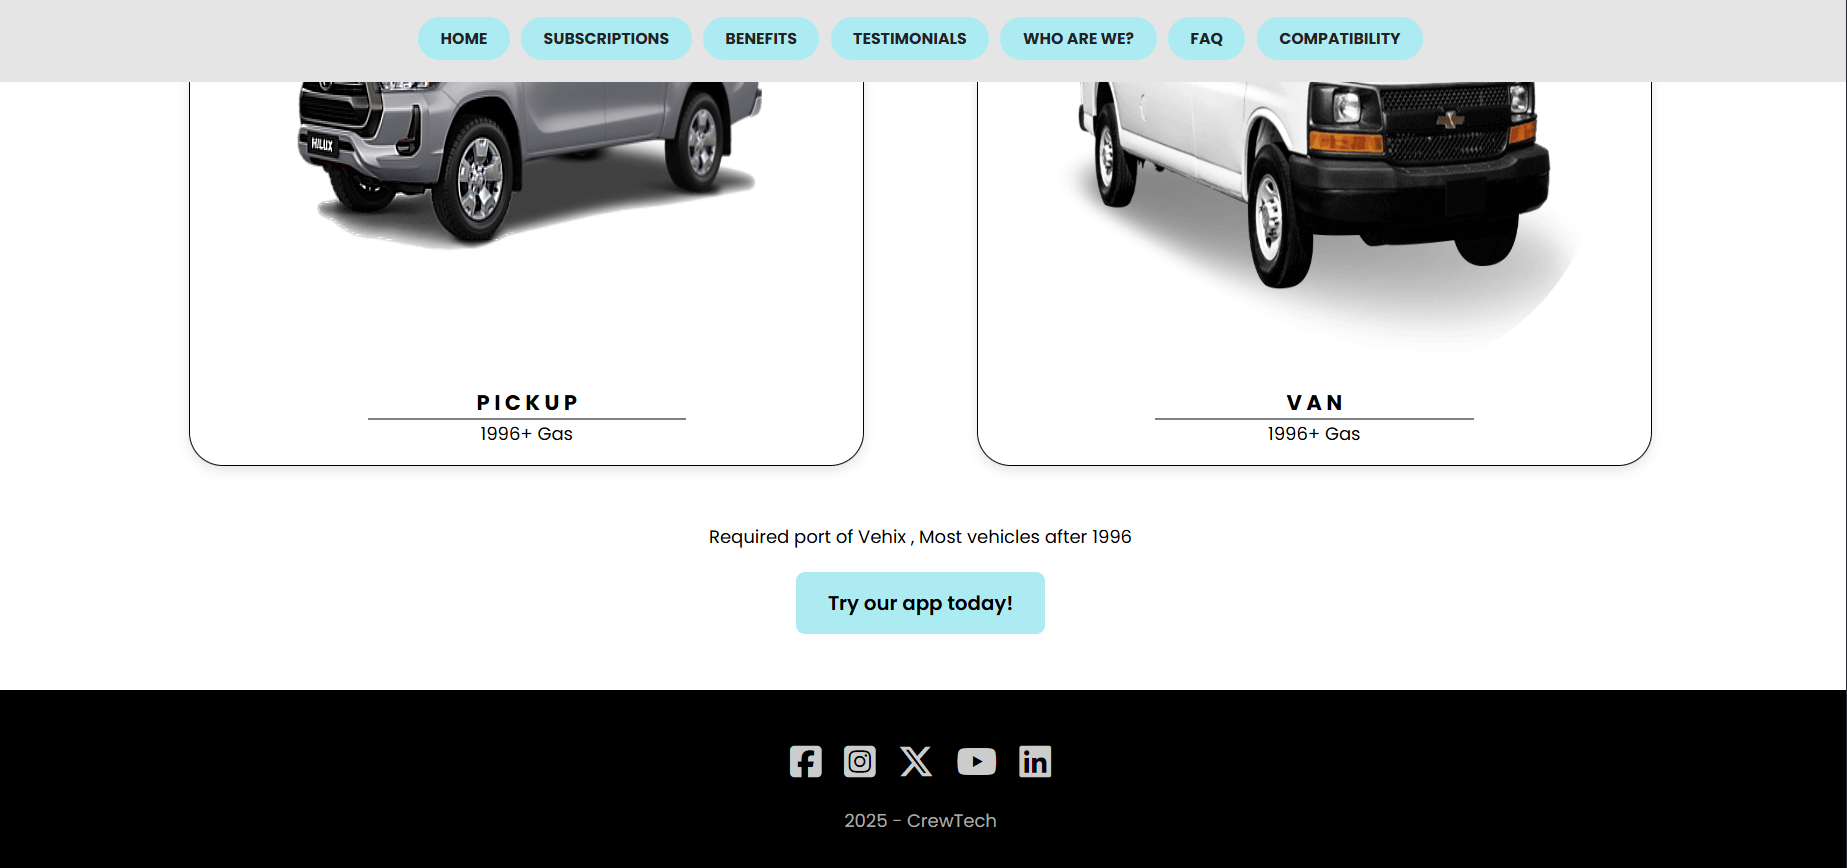 HOME SUBSCRIPTIONS BENEFITS TESTIMONIALS WHO ARE WE? FAQ COMPATIBILITY
HILUX
PICKUP
1996+ Gas
VAN
1996+ Gas
Required port of Vehix , Most vehicles after 1996
Try our app today!
2025 - CrewTech